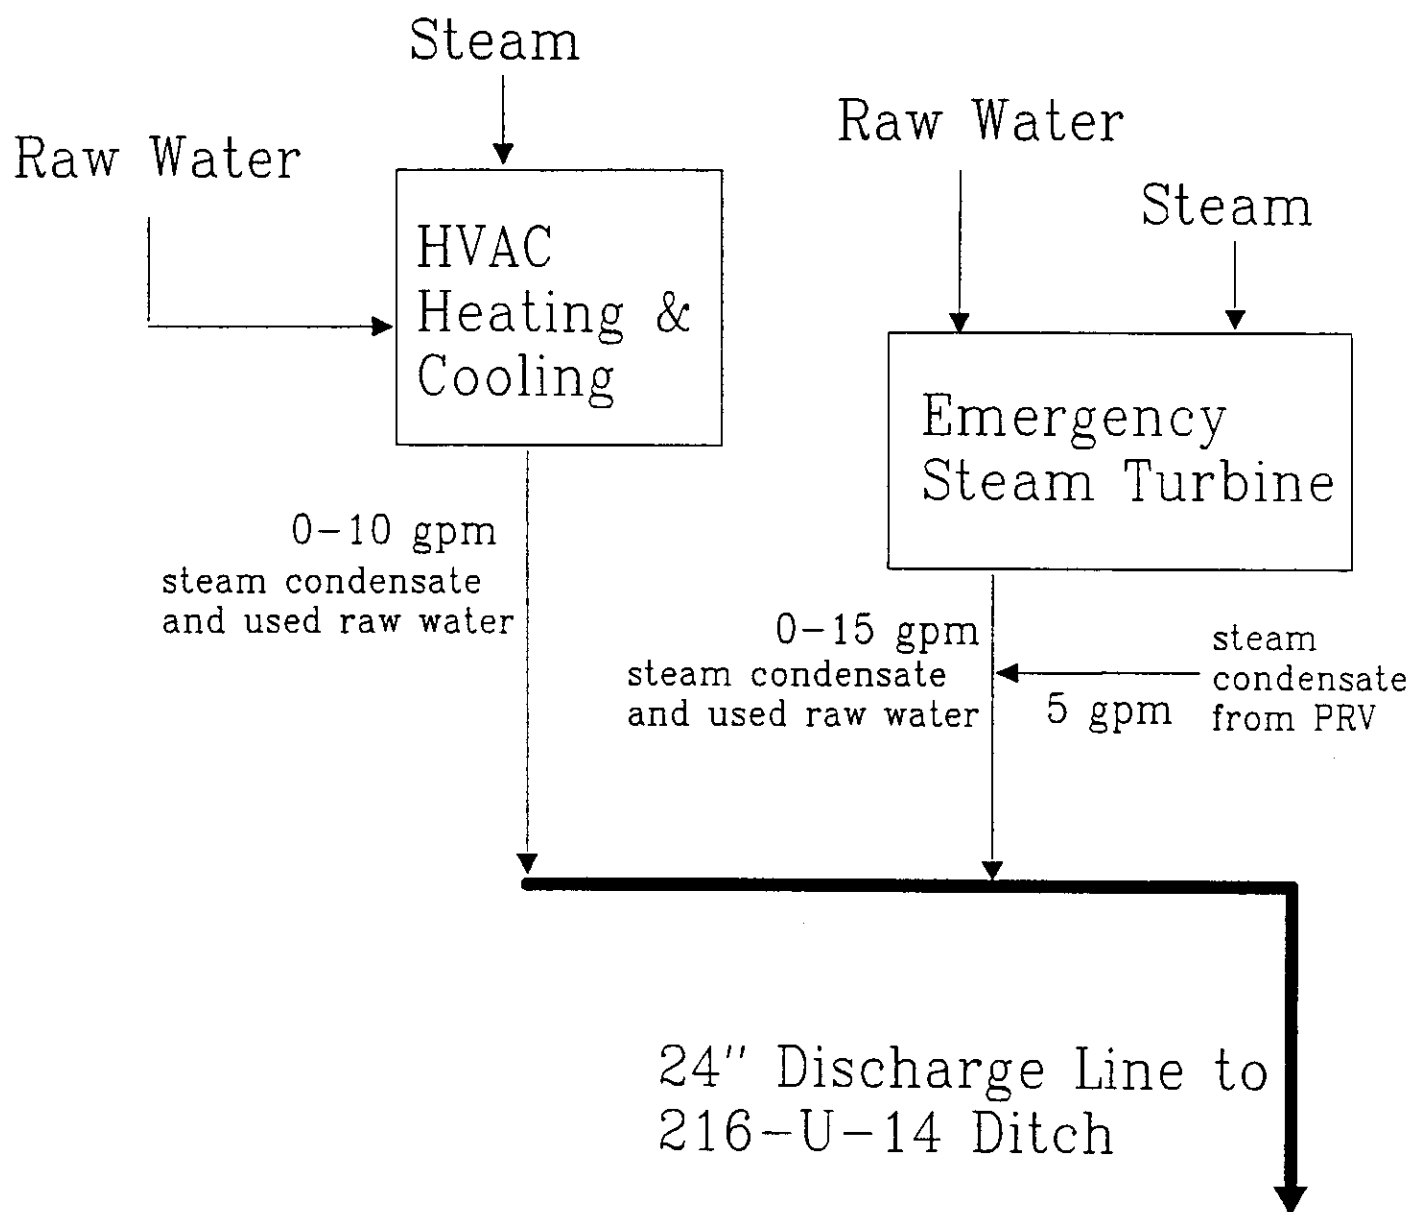 Steam
Raw Water
HVAC
Heating &
Cooling
0-10 gpm
steam condensate
and used raw water
Raw Water
Steam
Emergency
Steam Turbine
0-15 gpm
steam condensate
and used raw water
5 gpm
steam
condensate
from PRV
24" Discharge Line to
216-U-14 Ditch